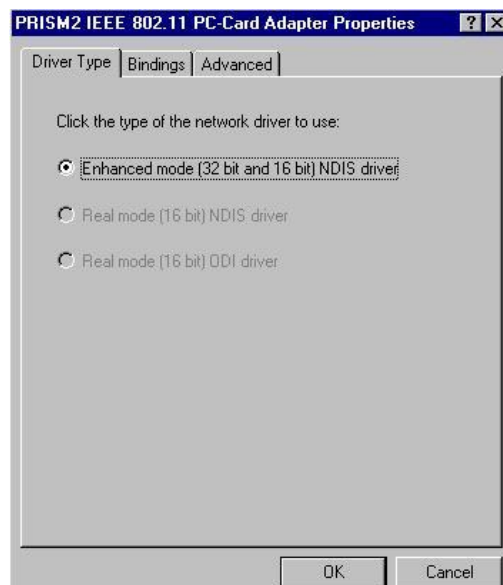 PRISM2 IEEE 802.11 PC-Card Adapter Properties
Driver Type Bindings Advanced
Click the type of the network driver to use:
Enhanced mode (32 bit and 16 bit) NDIS driver
Real mode (16 bit) NDIS driver
Real mode (16 bit) ODI driver
OK Cancel